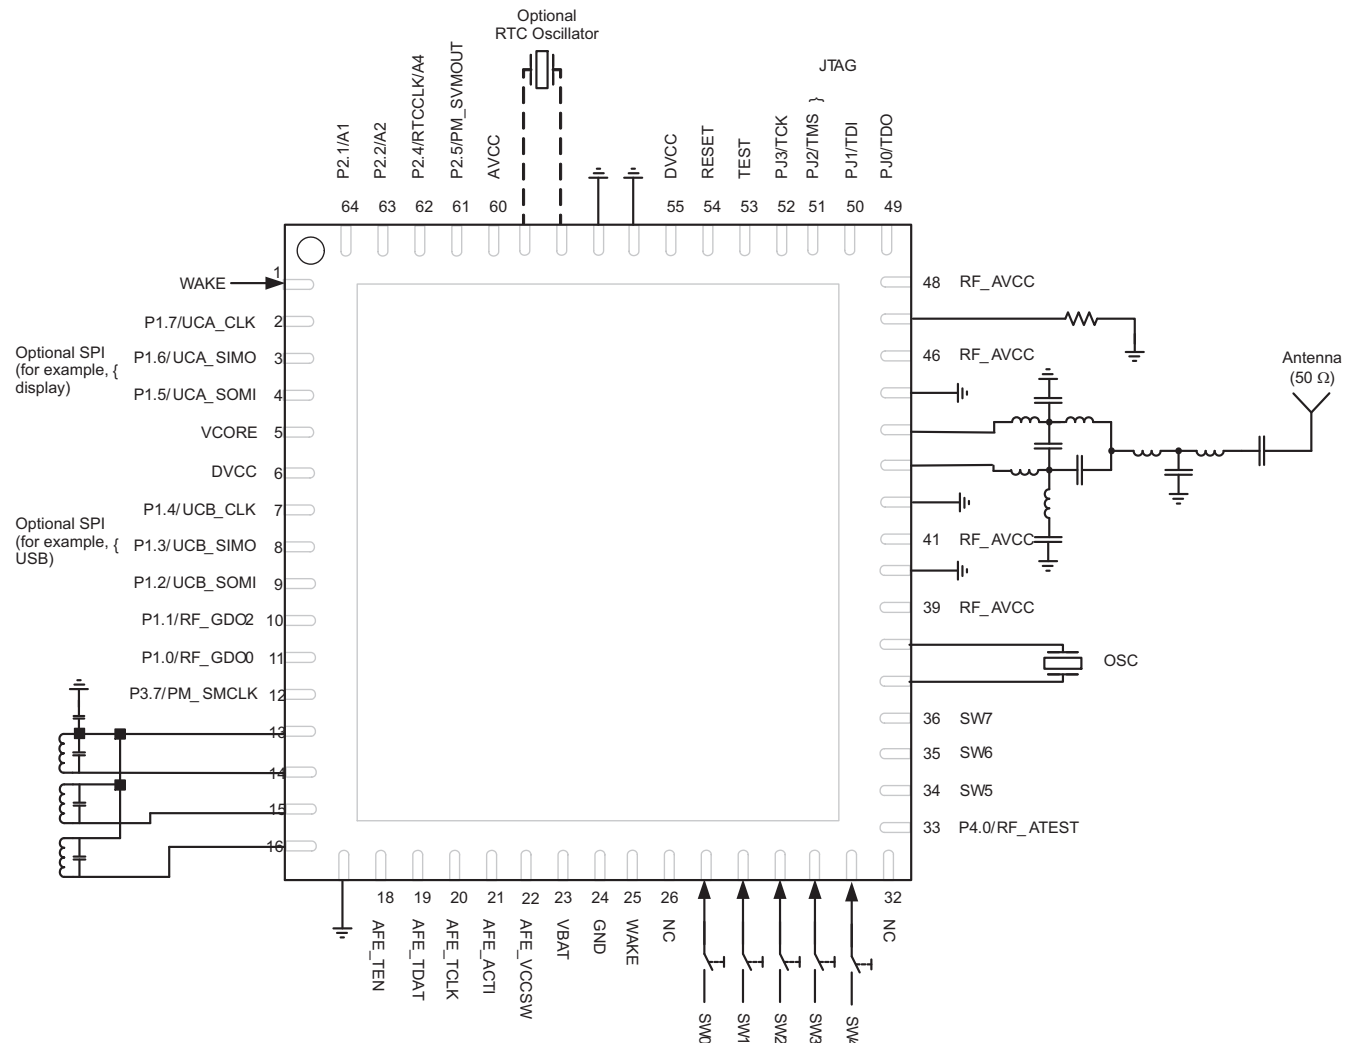 Optional
RTC Oscillator
JTAG
}
P2.1/A1
P2.2/A2
P2.4/RTCCLK/A4
P2.5/PM_SVMOUT
AVCC
DVCC
RESET
TEST
PJ3/TCK
PJ2/TMS
PJ1/TDI
PJ0/TDO
64
63
62
61
60
55
54
53
52
51
50
49
WAKE 1
P1.7/UCA_CLK 2
Optional SPI
(for example, {
display)
P1.6/UCA_SIMO 3
P1.5/UCA_SOMI 4
VCORE 5
DVCC 6
P1.4/UCB_CLK 7
Optional SPI
(for example, {
USB)
P1.3/UCB_SIMO 8
P1.2/UCB_SOMI 9
P1.1/RF_GDO2 10
P1.0/RF_GDO0 11
P3.7/PM_SMCLK 12
13
14
15
16
48 RF_AVCC
46 RF_AVCC
Antenna
(50 Ω)
41 RF_AVCC
39 RF_AVCC
OSC
36 SW7
35 SW6
34 SW5
33 P4.0/RF_ATEST
18
19
20
21
22
23
24
25
26
32
AFE_TEN
AFE_TDAT
AFE_TCLK
AFE_ACTI
AFE_VCCSW
VBAT
GND
WAKE
NC
NC
SW0
SW1
SW2
SW3
SW4